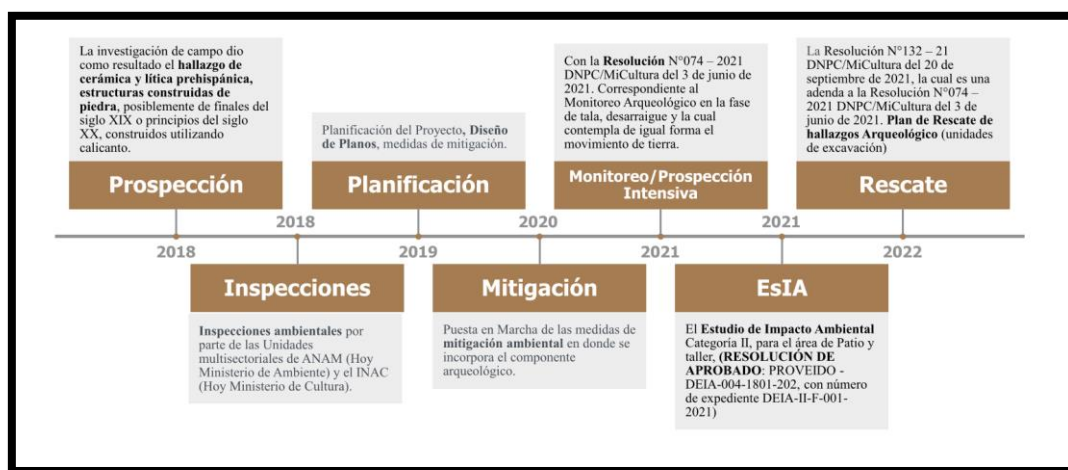 La investigación de campo dio
como resultado el hallazgo de
cerámica y lítica prehispánica,
estructuras construidas de
piedra, posiblemente de finales del
siglo XIX o principios del siglo
XX, construidos utilizando
calicanto.
Prospección
2018
Inspecciones
Inspecciones ambientales por
parte de las Unidades
multisectoriales de ANAM (Hoy
Ministerio de Ambiente) y el INAC
(Hoy Ministerio de Cultura).
2018
Planificación del Proyecto, Diseño
de Planos, medidas de mitigación.
Planificación
2019
Mitigación
Puesta en Marcha de las medidas de
mitigación ambiental en donde se
incorpora el componente
arqueológico.
2020
Con la Resolución N°074 – 2021
DNPC/MiCultura del 3 de junio de
2021. Correspondiente al
Monitoreo Arqueológico en la fase
de tala, desarraigue y la cual
contempla de igual forma el
movimiento de tierra.
Monitoreo/Prospección
Intensiva
2021
EsIA
El Estudio de Impacto Ambiental
Categoría II, para el área de Patio y
taller, (RESOLUCIÓN DE
APROBADO: PROVEIDO -
DEIA-004-1801-202, con número
de expediente DEIA-II-F-001-
2021)
2021
La Resolución N°132 – 21
DNPC/MiCultura del 20 de
septiembre de 2021, la cual es una
adenda a la Resolución N°074 –
2021 DNPC/MiCultura del 3 de
junio de 2021. Plan de Rescate de
hallazgos Arqueológico (unidades
de excavación)
Rescate
2022